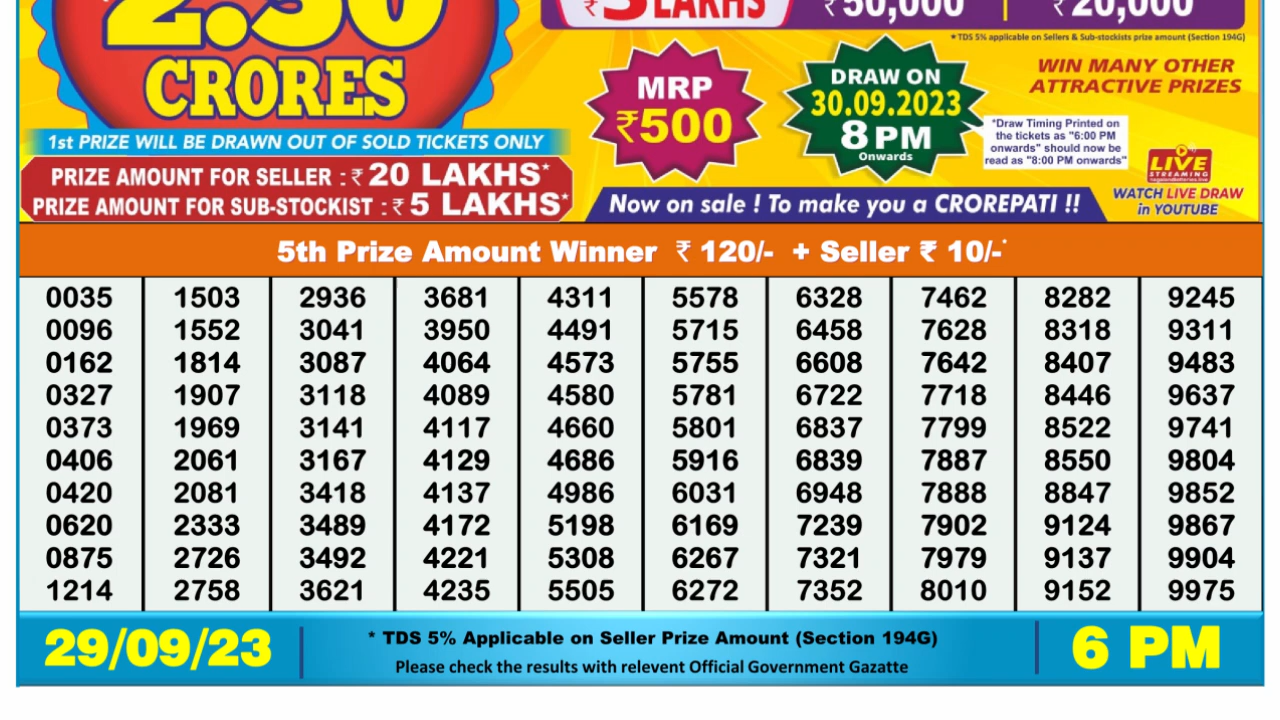 2.50
CRORES
1st PRIZE WILL BE DRAWN OUT OF SOLD TICKETS ONLY
PRIZE AMOUNT FOR SELLER : ₹ 20 LAKHS*
PRIZE AMOUNT FOR SUB-STOCKIST : ₹ 5 LAKHS*
₹ LAKHS
₹ 50,000
₹ 20,000
* TDS 5% applicable on Sellers & Sub-stockists prize amount (Section 194G)
MRP
₹500
DRAW ON
30.09.2023
8 PM
Onwards
WIN MANY OTHER
ATTRACTIVE PRIZES
"Draw Timing Printed on
the tickets as "6:00 PM
onwards" should now be
read as "8:00 PM onwards"
LIVE
STREAMING
WATCH LIVE DRAW
in YOUTUBE
Now on sale ! To make you a CROREPATI !!
5th Prize Amount Winner ₹ 120/- + Seller ₹ 10/-*
0035 1503 2936 3681 4311 5578 6328 7462 8282 9245
0096 1552 3041 3950 4491 5715 6458 7628 8318 9311
0162 1814 3087 4064 4573 5755 6608 7642 8407 9483
0327 1907 3118 4089 4580 5781 6722 7718 8446 9637
0373 1969 3141 4117 4660 5801 6837 7799 8522 9741
0406 2061 3167 4129 4686 5916 6839 7887 8550 9804
0420 2081 3418 4137 4986 6031 6948 7888 8847 9852
0620 2333 3489 4172 5198 6169 7239 7902 9124 9867
0875 2726 3492 4221 5308 6267 7321 7979 9137 9904
1214 2758 3621 4235 5505 6272 7352 8010 9152 9975
29/09/23
* TDS 5% Applicable on Seller Prize Amount (Section 194G)
Please check the results with relevent Official Government Gazatte
6 PM